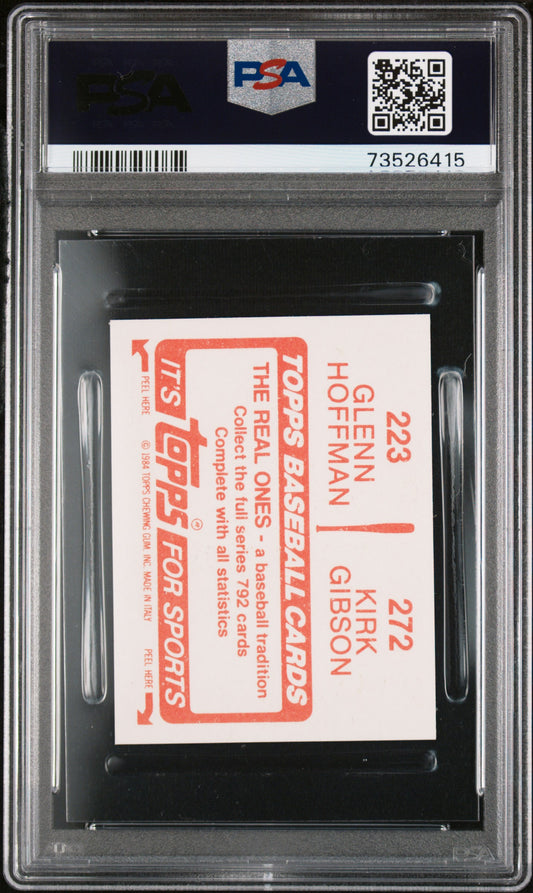 PSA
PSA
73526415
223
GLENN
HOFFMAN
272
KIRK
GIBSON
TOPPS BASEBALL CARDS
THE REAL ONES - a baseball tradition
Collect the full series 792 cards
Complete with all statistics
IT'S TOPPS® FOR SPORTS
PEEL HERE
© 1984 TOPPS CHEWING GUM, INC. MADE IN ITALY
PEEL HERE
PSA